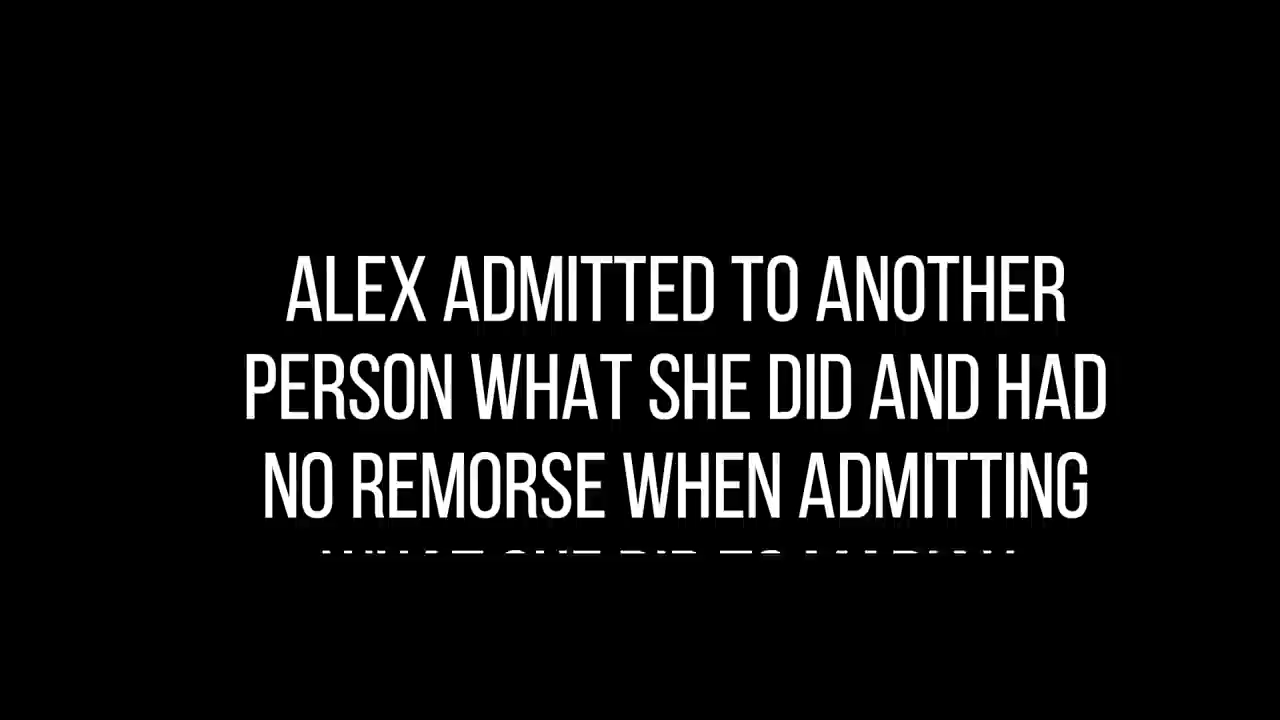 ALEX ADMITTED TO ANOTHER
PERSON WHAT SHE DID AND HAD
NO REMORSE WHEN ADMITTING